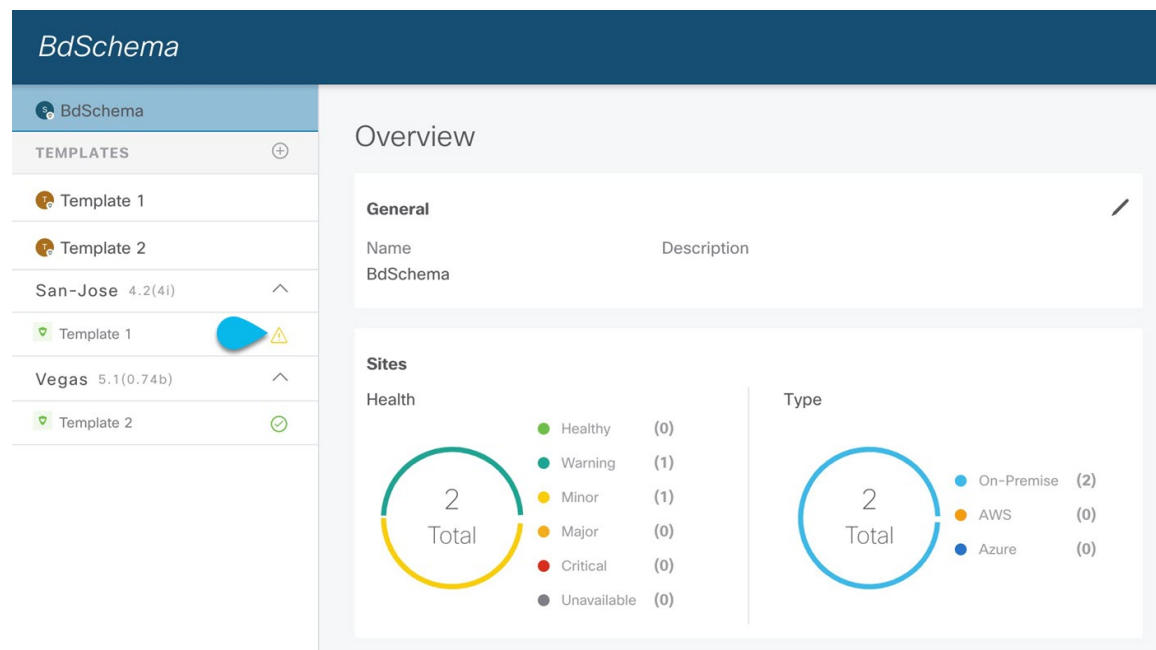 BdSchema
BdSchema
TEMPLATES
Template 1
Template 2
San-Jose 4.2(4i)
Template 1
Vegas 5.1(0.74b)
Template 2
Overview
General
Name Description
BdSchema
Sites
Health
2
Total
Healthy (0)
Warning (1)
Minor (1)
Major (0)
Critical (0)
Unavailable (0)
Type
2
Total
On-Premise (2)
AWS (0)
Azure (0)